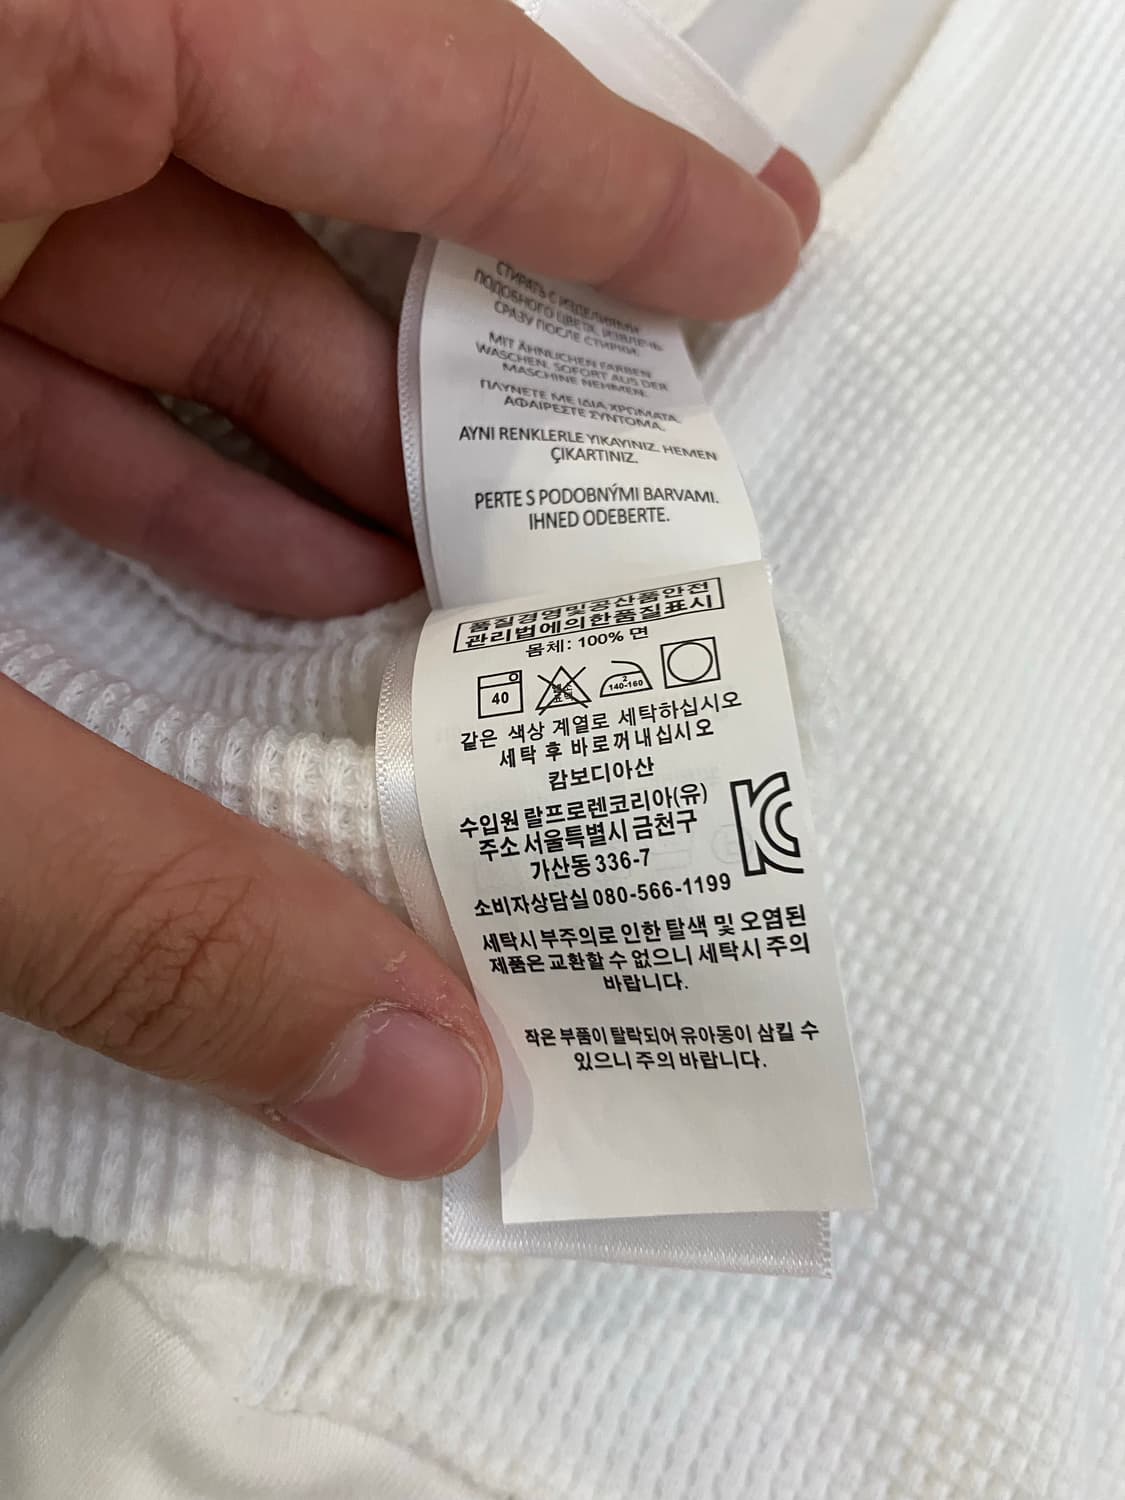 СТИРАТЬ С ИЗДЕЛИЯМИ
ПОДОБНОГО ЦВЕТА. ИЗВЛЕЧЬ
СРАЗУ ПОСЛЕ СТИРКИ.
MIT ÄHNLICHEN FARBEN
WASCHEN. SOFORT AUS DER
MASCHINE NEHMEN.
ΠΛΥΝΕΤΕ ΜΕ ΙΔΙΑ ΧΡΩΜΑΤΑ.
ΑΦΑΙΡΕΣΤΕ ΣΥΝΤΟΜΑ.
AYNI RENKLERLE YIKAYINIZ. HEMEN
ÇIKARTINIZ.
PERTE S PODOBNÝMI BARVAMI.
IHNED ODEBERTE.
품질경영및공산품안전
관리법에의한품질표시
몸체: 100% 면
40
염소
표백
2
140-160
같은 색상 계열로 세탁하십시오
세탁 후 바로꺼내십시오
캄보디아산
수입원 랄프로렌코리아(유)
주소 서울특별시 금천구
가산동 336-7
소비자상담실 080-566-1199
세탁시 부주의로 인한 탈색 및 오염된
제품은 교환할 수 없으니 세탁시 주의
바랍니다.
작은 부품이 탈락되어 유아동이 삼킬 수
있으니 주의 바랍니다.